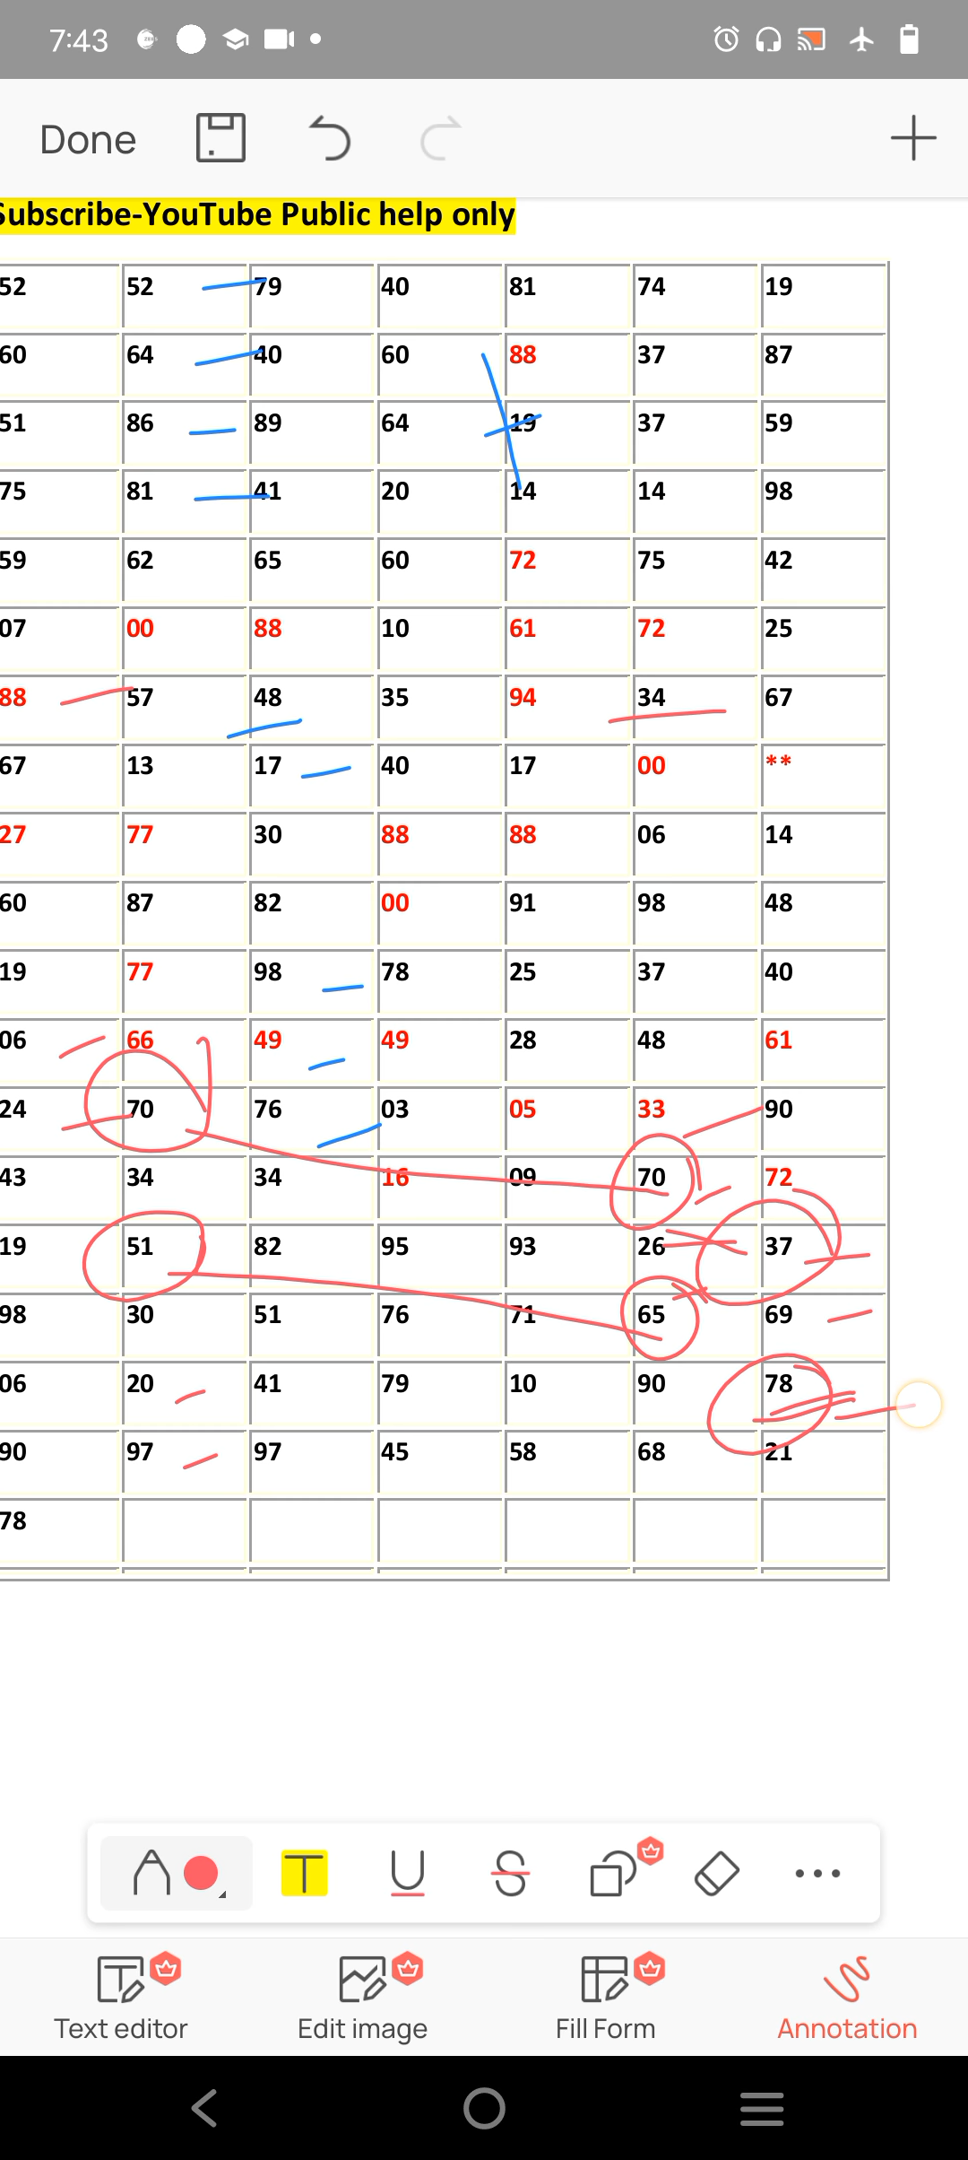 7:43
Done
Subscribe-YouTube Public help only
52 52 79 40 81 74 19
60 64 40 60 88 37 87
51 86 89 64 19 37 59
75 81 41 20 14 14 98
59 62 65 60 72 75 42
07 00 88 10 61 72 25
88 57 48 35 94 34 67
67 13 17 40 17 00 **
27 77 30 88 88 06 14
60 87 82 00 91 98 48
19 77 98 78 25 37 40
06 66 49 49 28 48 61
24 70 76 03 05 33 90
43 34 34 16 09 70 72
19 51 82 95 93 26 37
98 30 51 76 71 65 69
06 20 41 79 10 90 78
90 97 97 45 58 68 21
78
T U S
Text editor Edit image Fill Form Annotation